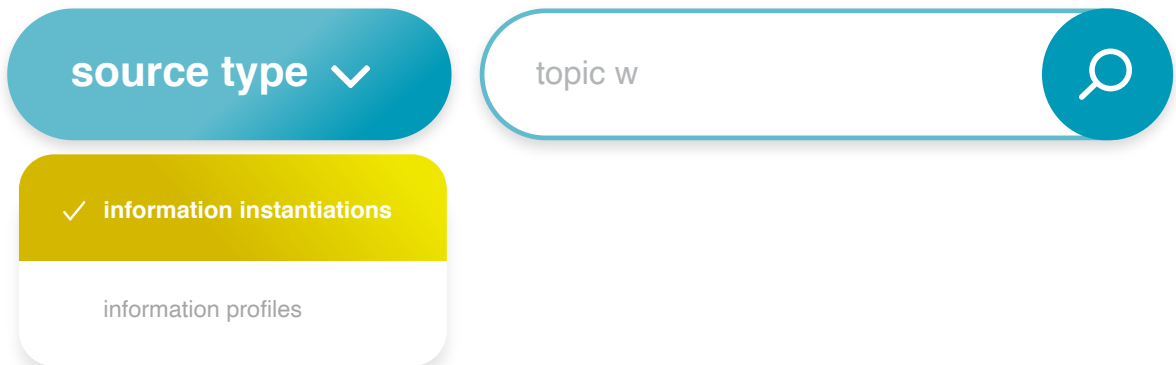 source type
topic w
information instantiations
information profiles